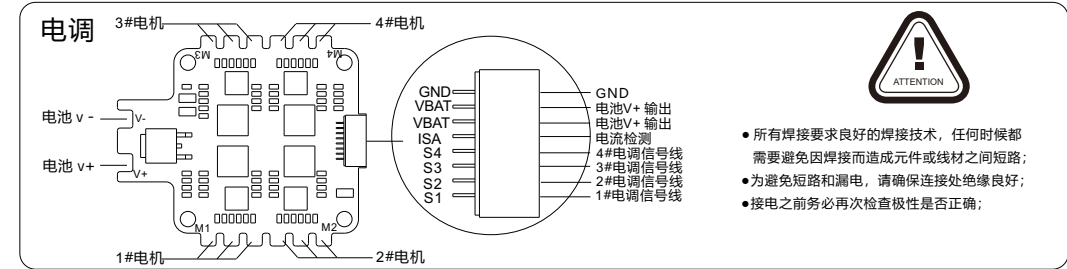 电调
3#电机
4#电机
M3
M4
电池 v -
V-
电池 v+
V+
M1
M2
1#电机
2#电机
GND
VBAT
VBAT
ISA
S4
S3
S2
S1
GND
电池V+ 输出
电池V+ 输出
电流检测
4#电调信号线
3#电调信号线
2#电调信号线
1#电调信号线
!
ATTENTION
● 所有焊接要求良好的焊接技术，任何时候都
需要避免因焊接而造成元件或线材之间短路；
●为避免短路和漏电，请确保连接处绝缘良好；
●接电之前务必再次检查极性是否正确；